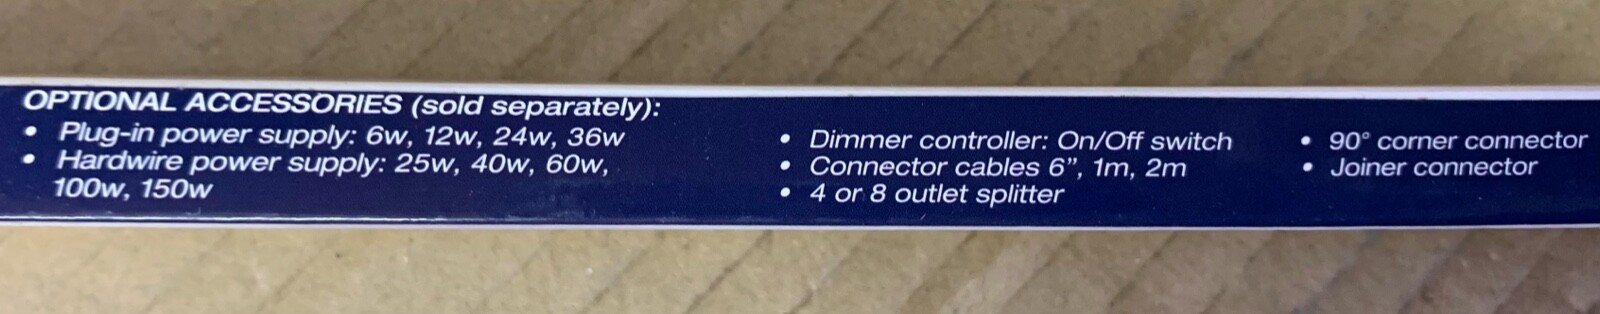 OPTIONAL ACCESSORIES (sold separately):
• Plug-in power supply: 6w, 12w, 24w, 36w
• Hardwire power supply: 25w, 40w, 60w,
100w, 150w
• Dimmer controller: On/Off switch
• Connector cables 6”, 1m, 2m
• 4 or 8 outlet splitter
• 90° corner connector
• Joiner connector